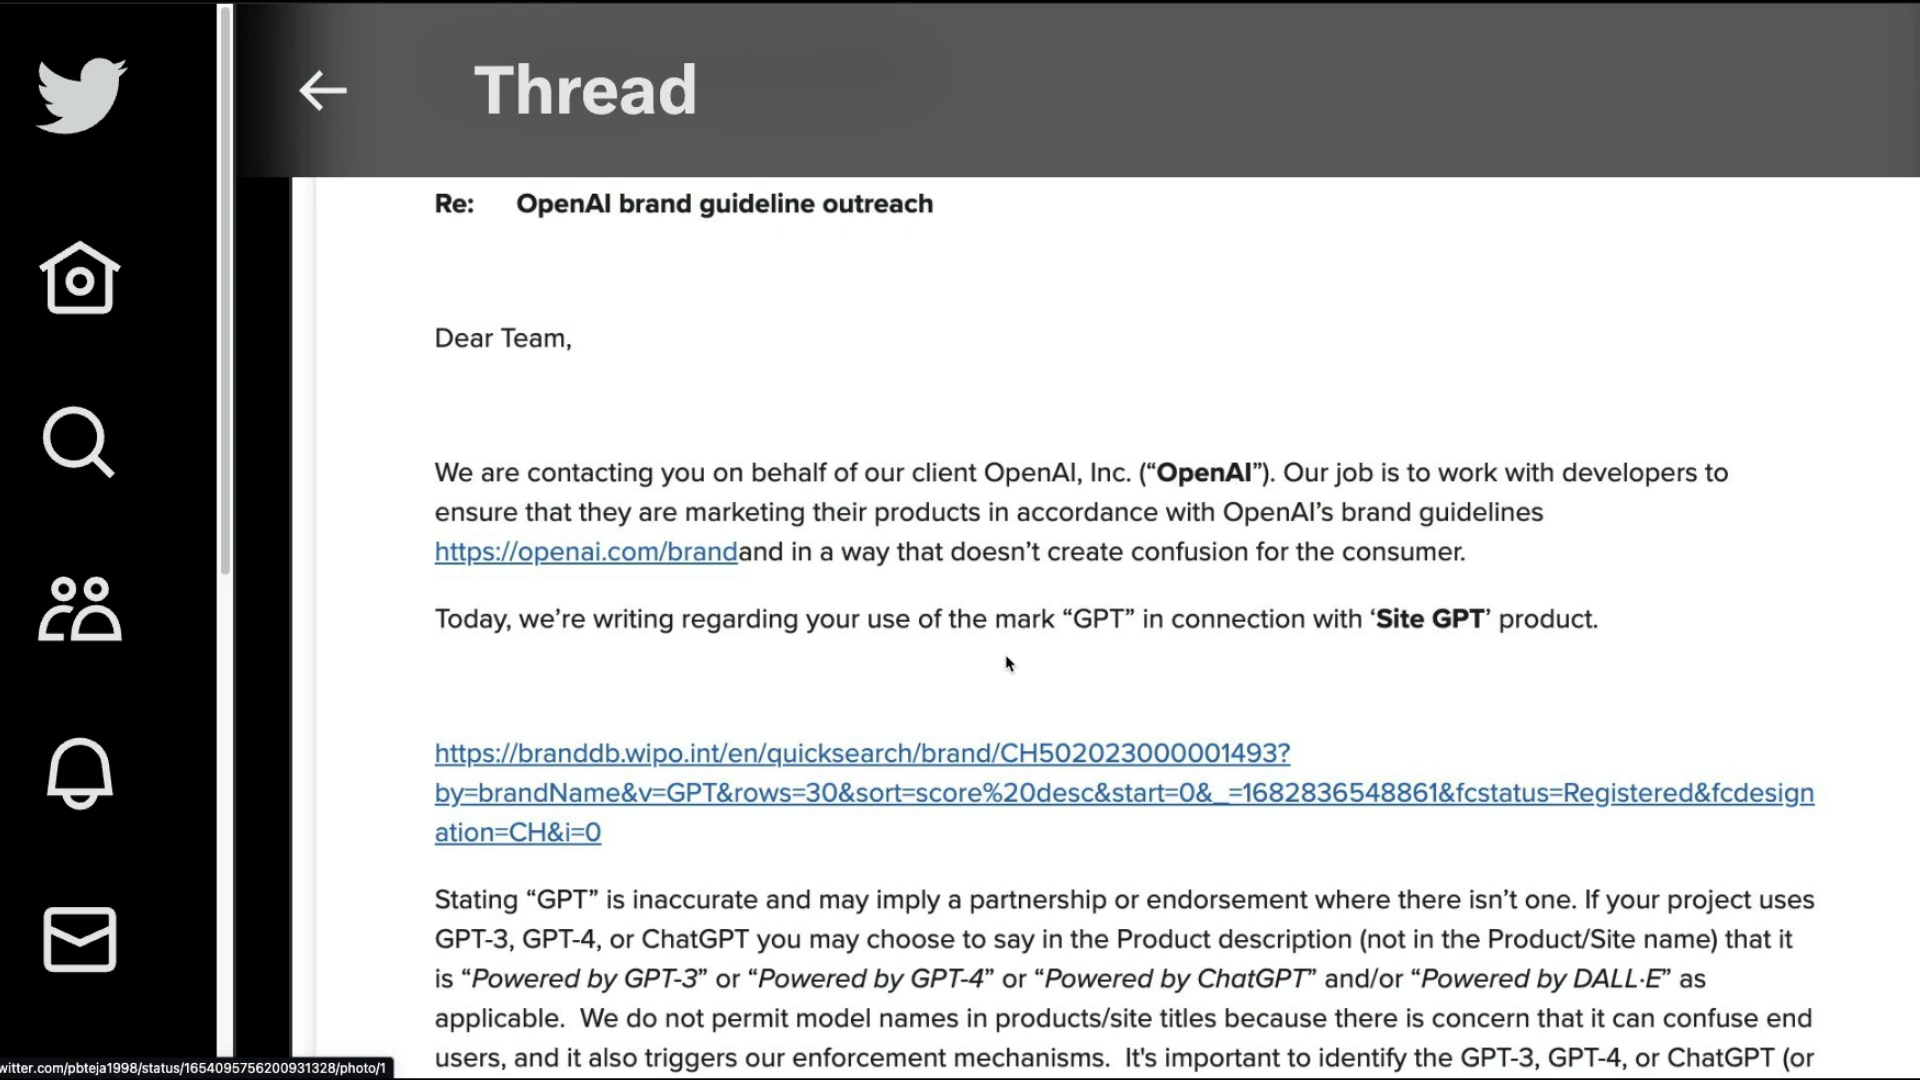 Thread
Re: OpenAI brand guideline outreach
Dear Team,
We are contacting you on behalf of our client OpenAI, Inc. (“OpenAI”). Our job is to work with developers to
ensure that they are marketing their products in accordance with OpenAI’s brand guidelines
https://openai.com/brandand in a way that doesn’t create confusion for the consumer.
Today, we’re writing regarding your use of the mark “GPT” in connection with ‘Site GPT’ product.
https://branddb.wipo.int/en/quicksearch/brand/CH502023000001493?
by=brandName&v=GPT&rows=30&sort=score%20desc&start=0&_=1682836548861&fcstatus=Registered&fcdesign
ation=CH&i=0
Stating “GPT” is inaccurate and may imply a partnership or endorsement where there isn’t one. If your project uses
GPT-3, GPT-4, or ChatGPT you may choose to say in the Product description (not in the Product/Site name) that it
is “Powered by GPT-3” or “Powered by GPT-4” or “Powered by ChatGPT” and/or “Powered by DALL·E” as
applicable.  We do not permit model names in products/site titles because there is concern that it can confuse end
users, and it also triggers our enforcement mechanisms.  It's important to identify the GPT-3, GPT-4, or ChatGPT (or
witter.com/pbteja1998/status/1654095756200931328/photo/1